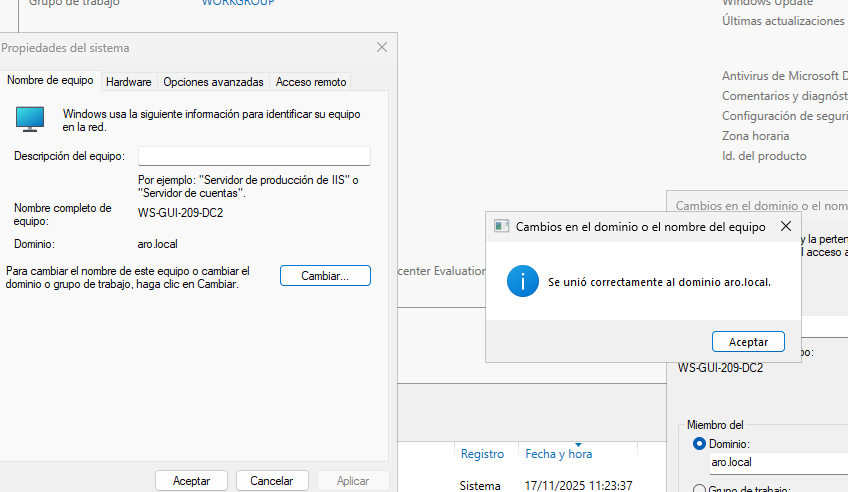 Grupo de trabajo WORKGROUP
Windows Update
Últimas actualizaciones
Propiedades del sistema
Nombre de equipo Hardware Opciones avanzadas Acceso remoto
Windows usa la siguiente información para identificar su equipo
en la red.
Descripción del equipo:
Por ejemplo: "Servidor de producción de IIS" o
"Servidor de cuentas".
Nombre completo de
equipo:
WS-GUI-209-DC2
Dominio: aro.local
Para cambiar el nombre de este equipo o cambiar el
dominio o grupo de trabajo, haga clic en Cambiar.
Cambiar...
Aceptar Cancelar Aplicar
Antivirus de Microsoft D
Comentarios y diagnóst
Configuración de seguri
Zona horaria
Id. del producto
center Evaluation
Cambios en el dominio o el nom
y la perten
l acceso a
Cambios en el dominio o el nombre del equipo
Se unió correctamente al dominio aro.local.
Aceptar
po:
WS-GUI-209-DC2
Miembro del
Dominio:
aro.local
Grupo de trabajo:
Registro Fecha y hora
Sistema 17/11/2025 11:23:37